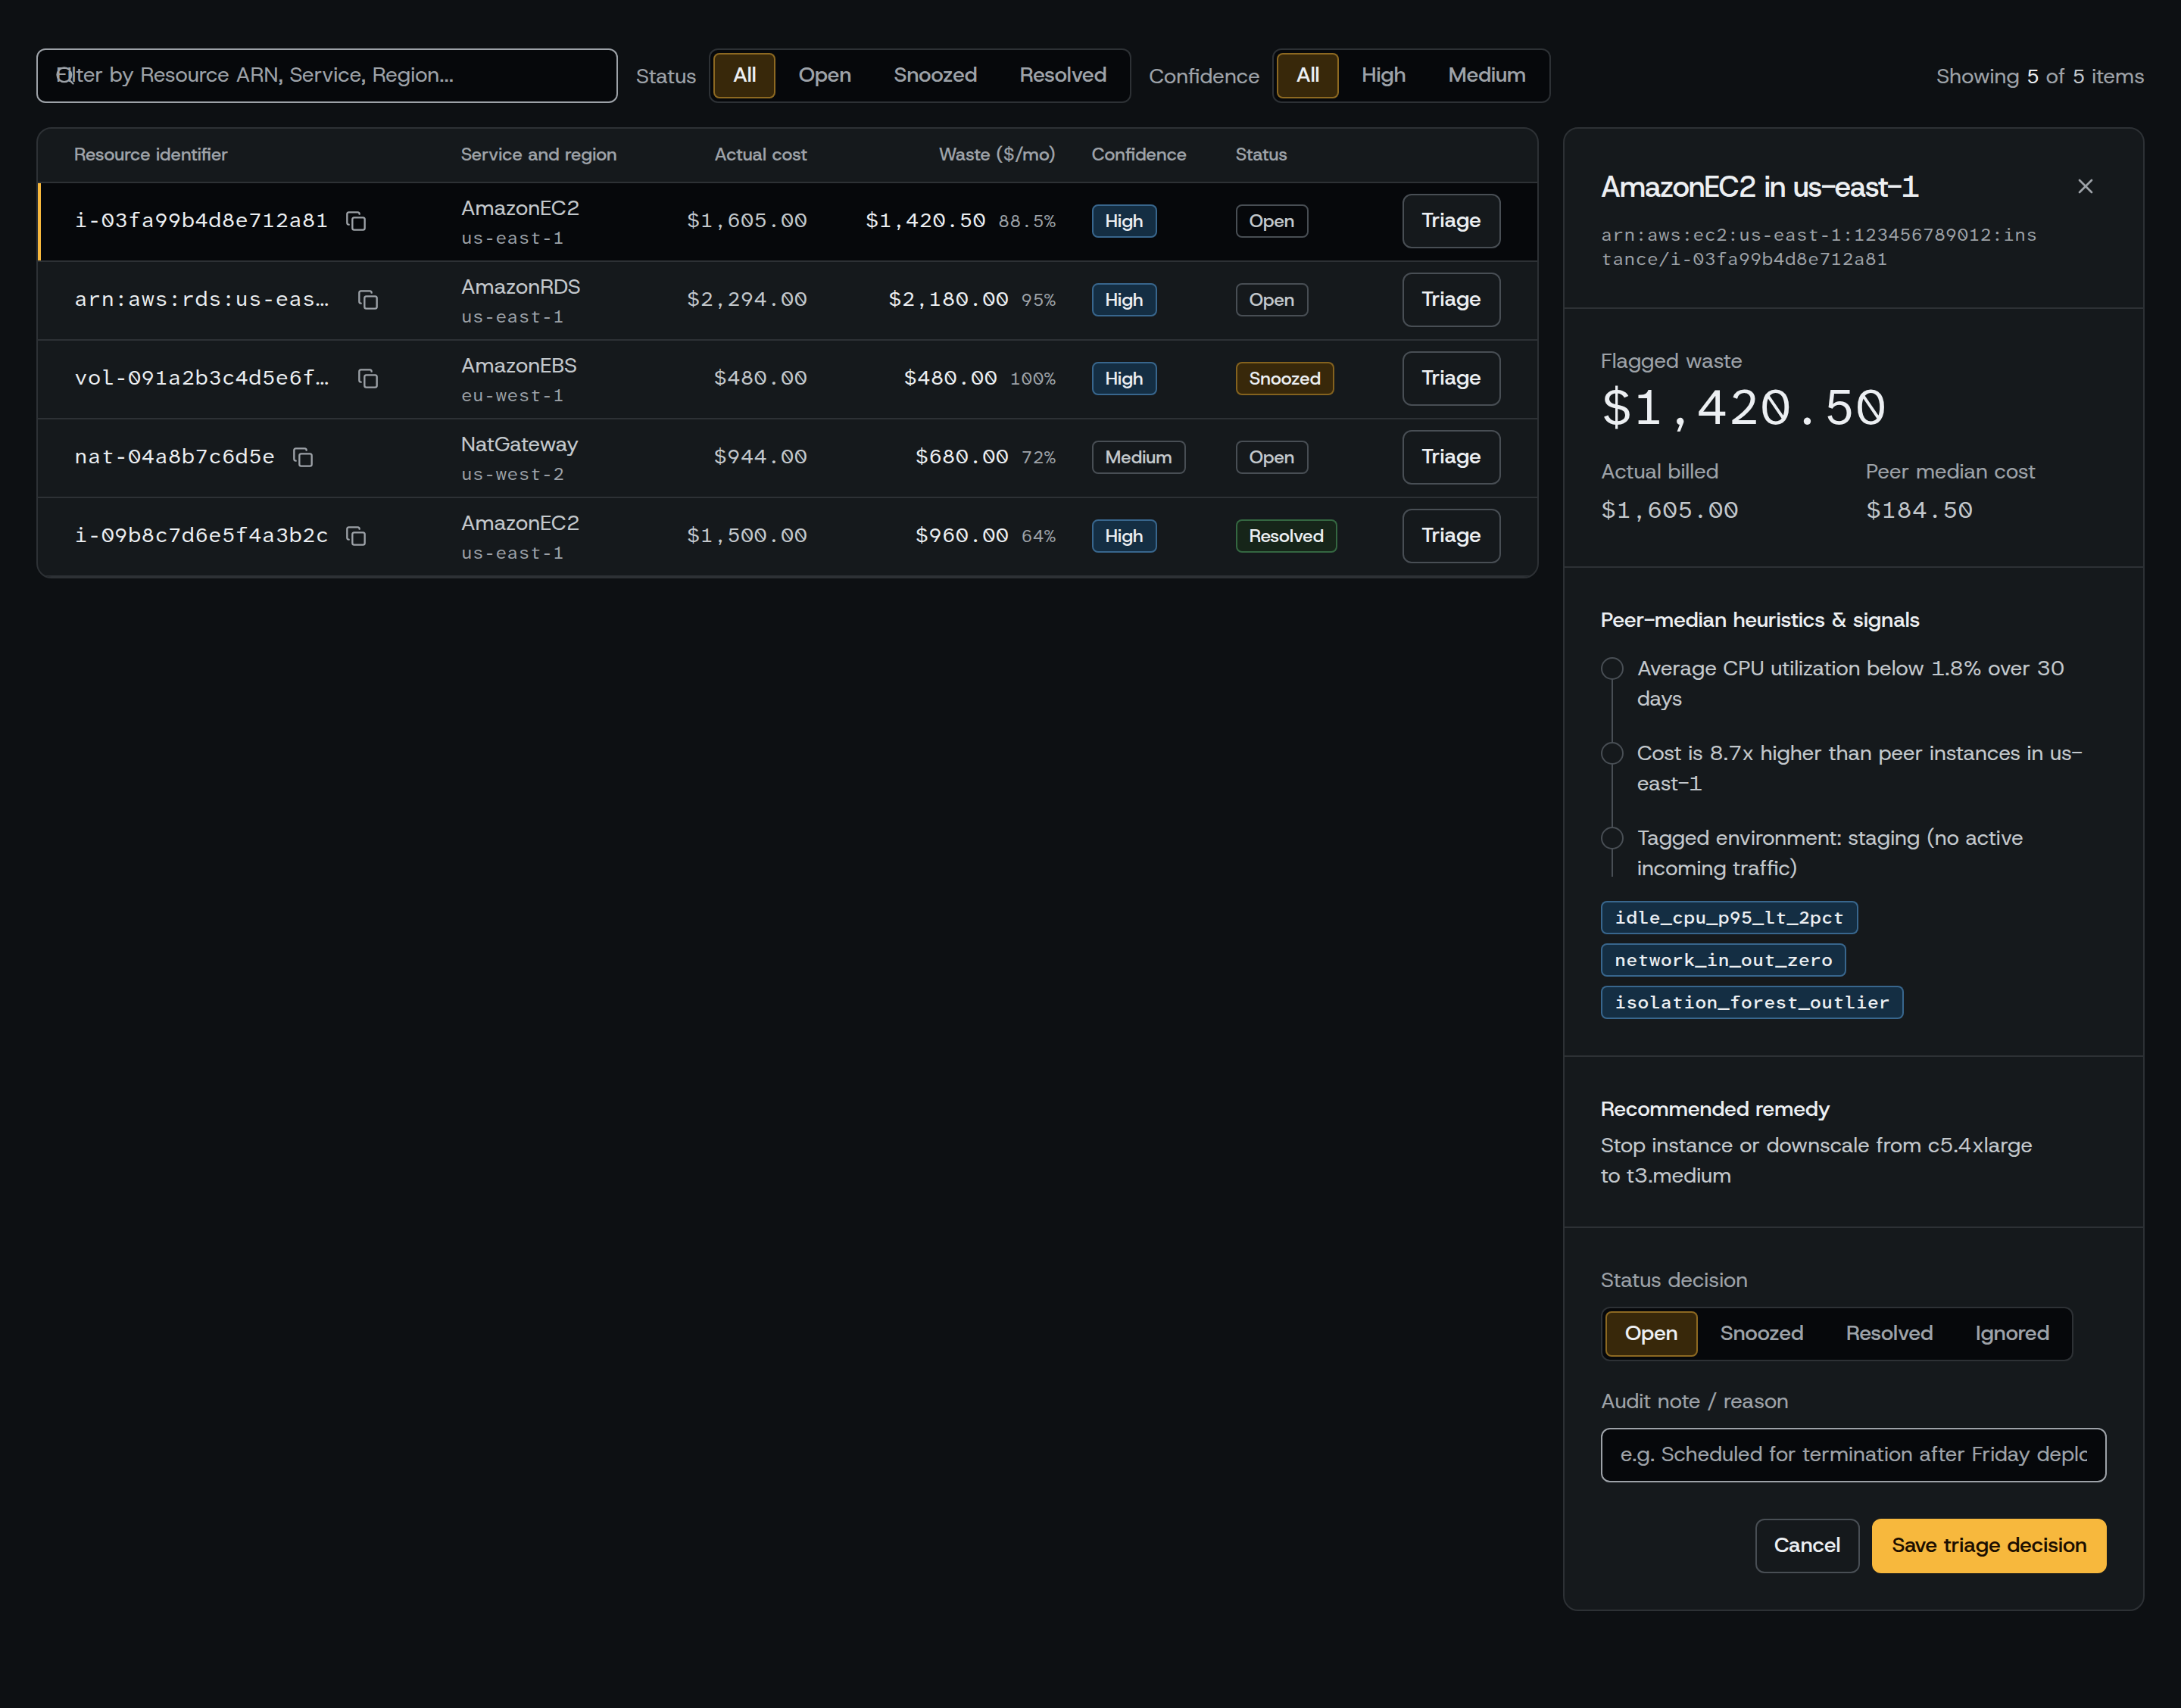 Filter by Resource ARN, Service, Region...
Status
All
Open
Snoozed
Resolved
Confidence
All
High
Medium
Showing 5 of 5 items
Resource identifier
Service and region
Actual cost
Waste ($/mo)
Confidence
Status
i-03fa99b4d8e712a81
AmazonEC2
us-east-1
$1,605.00
$1,420.50 88.5%
High
Open
Triage
arn:aws:rds:us-eas…
AmazonRDS
us-east-1
$2,294.00
$2,180.00 95%
High
Open
Triage
vol-091a2b3c4d5e6f…
AmazonEBS
eu-west-1
$480.00
$480.00 100%
High
Snoozed
Triage
nat-04a8b7c6d5e
NatGateway
us-west-2
$944.00
$680.00 72%
Medium
Open
Triage
i-09b8c7d6e5f4a3b2c
AmazonEC2
us-east-1
$1,500.00
$960.00 64%
High
Resolved
Triage
AmazonEC2 in us-east-1
arn:aws:ec2:us-east-1:123456789012:ins
tance/i-03fa99b4d8e712a81
Flagged waste
$1,420.50
Actual billed
$1,605.00
Peer median cost
$184.50
Peer-median heuristics & signals
Average CPU utilization below 1.8% over 30
days
Cost is 8.7x higher than peer instances in us-
east-1
Tagged environment: staging (no active
incoming traffic)
idle_cpu_p95_lt_2pct
network_in_out_zero
isolation_forest_outlier
Recommended remedy
Stop instance or downscale from c5.4xlarge
to t3.medium
Status decision
Open
Snoozed
Resolved
Ignored
Audit note / reason
e.g. Scheduled for termination after Friday deplo
Cancel
Save triage decision